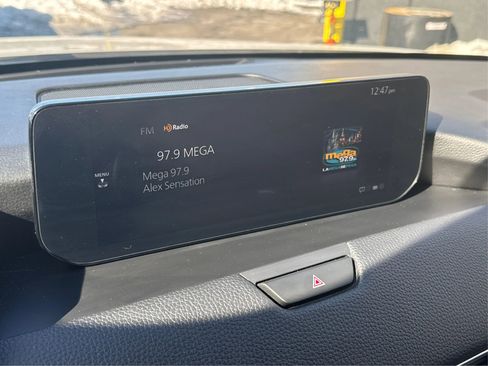 12:47 pm
FM HD Radio
97.9 MEGA
MENU
Mega 97.9
Alex Sensation
mega
97.9